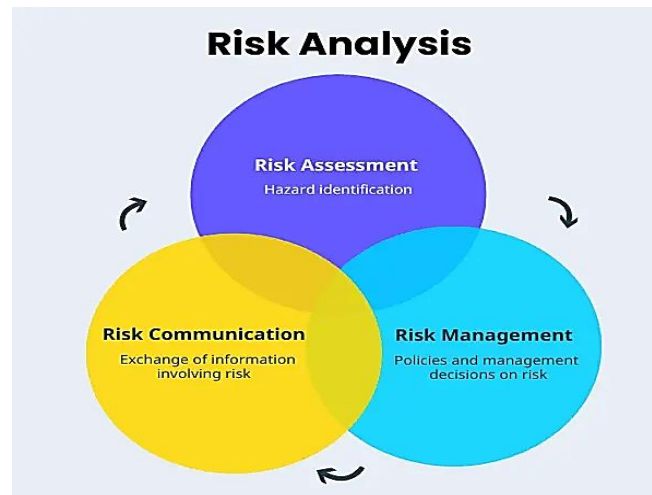 Risk Analysis
Risk Assessment
Hazard identification
Risk Communication
Exchange of information
involving risk
Risk Management
Policies and management
decisions on risk